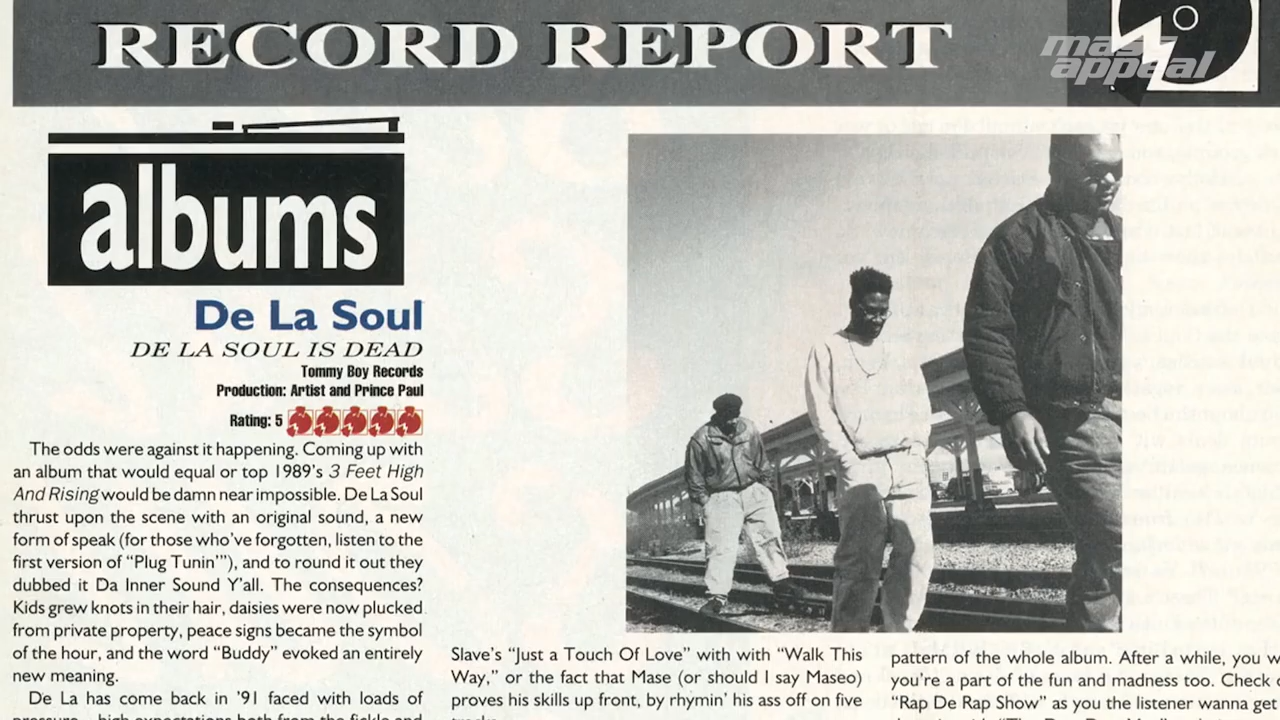 RECORD REPORT
mass appeal
albums
De La Soul
DE LA SOUL IS DEAD
Tommy Boy Records
Production: Artist and Prince Paul
Rating: 5
The odds were against it happening. Coming up with
an album that would equal or top 1989's 3 Feet High
And Rising would be damn near impossible. De La Soul
thrust upon the scene with an original sound, a new
form of speak (for those who've forgotten, listen to the
first version of "Plug Tunin'"), and to round it out they
dubbed it Da Inner Sound Y'all. The consequences?
Kids grew knots in their hair, daisies were now plucked
from private property, peace signs became the symbol
of the hour, and the word "Buddy" evoked an entirely
new meaning.
De La has come back in '91 faced with loads of
Slave's "Just a Touch Of Love" with with "Walk This
Way," or the fact that Mase (or should I say Maseo)
proves his skills up front, by rhymin' his ass off on five
pattern of the whole album. After a while, you
you're a part of the fun and madness too. Check
"Rap De Rap Show" as you the listener wanna get